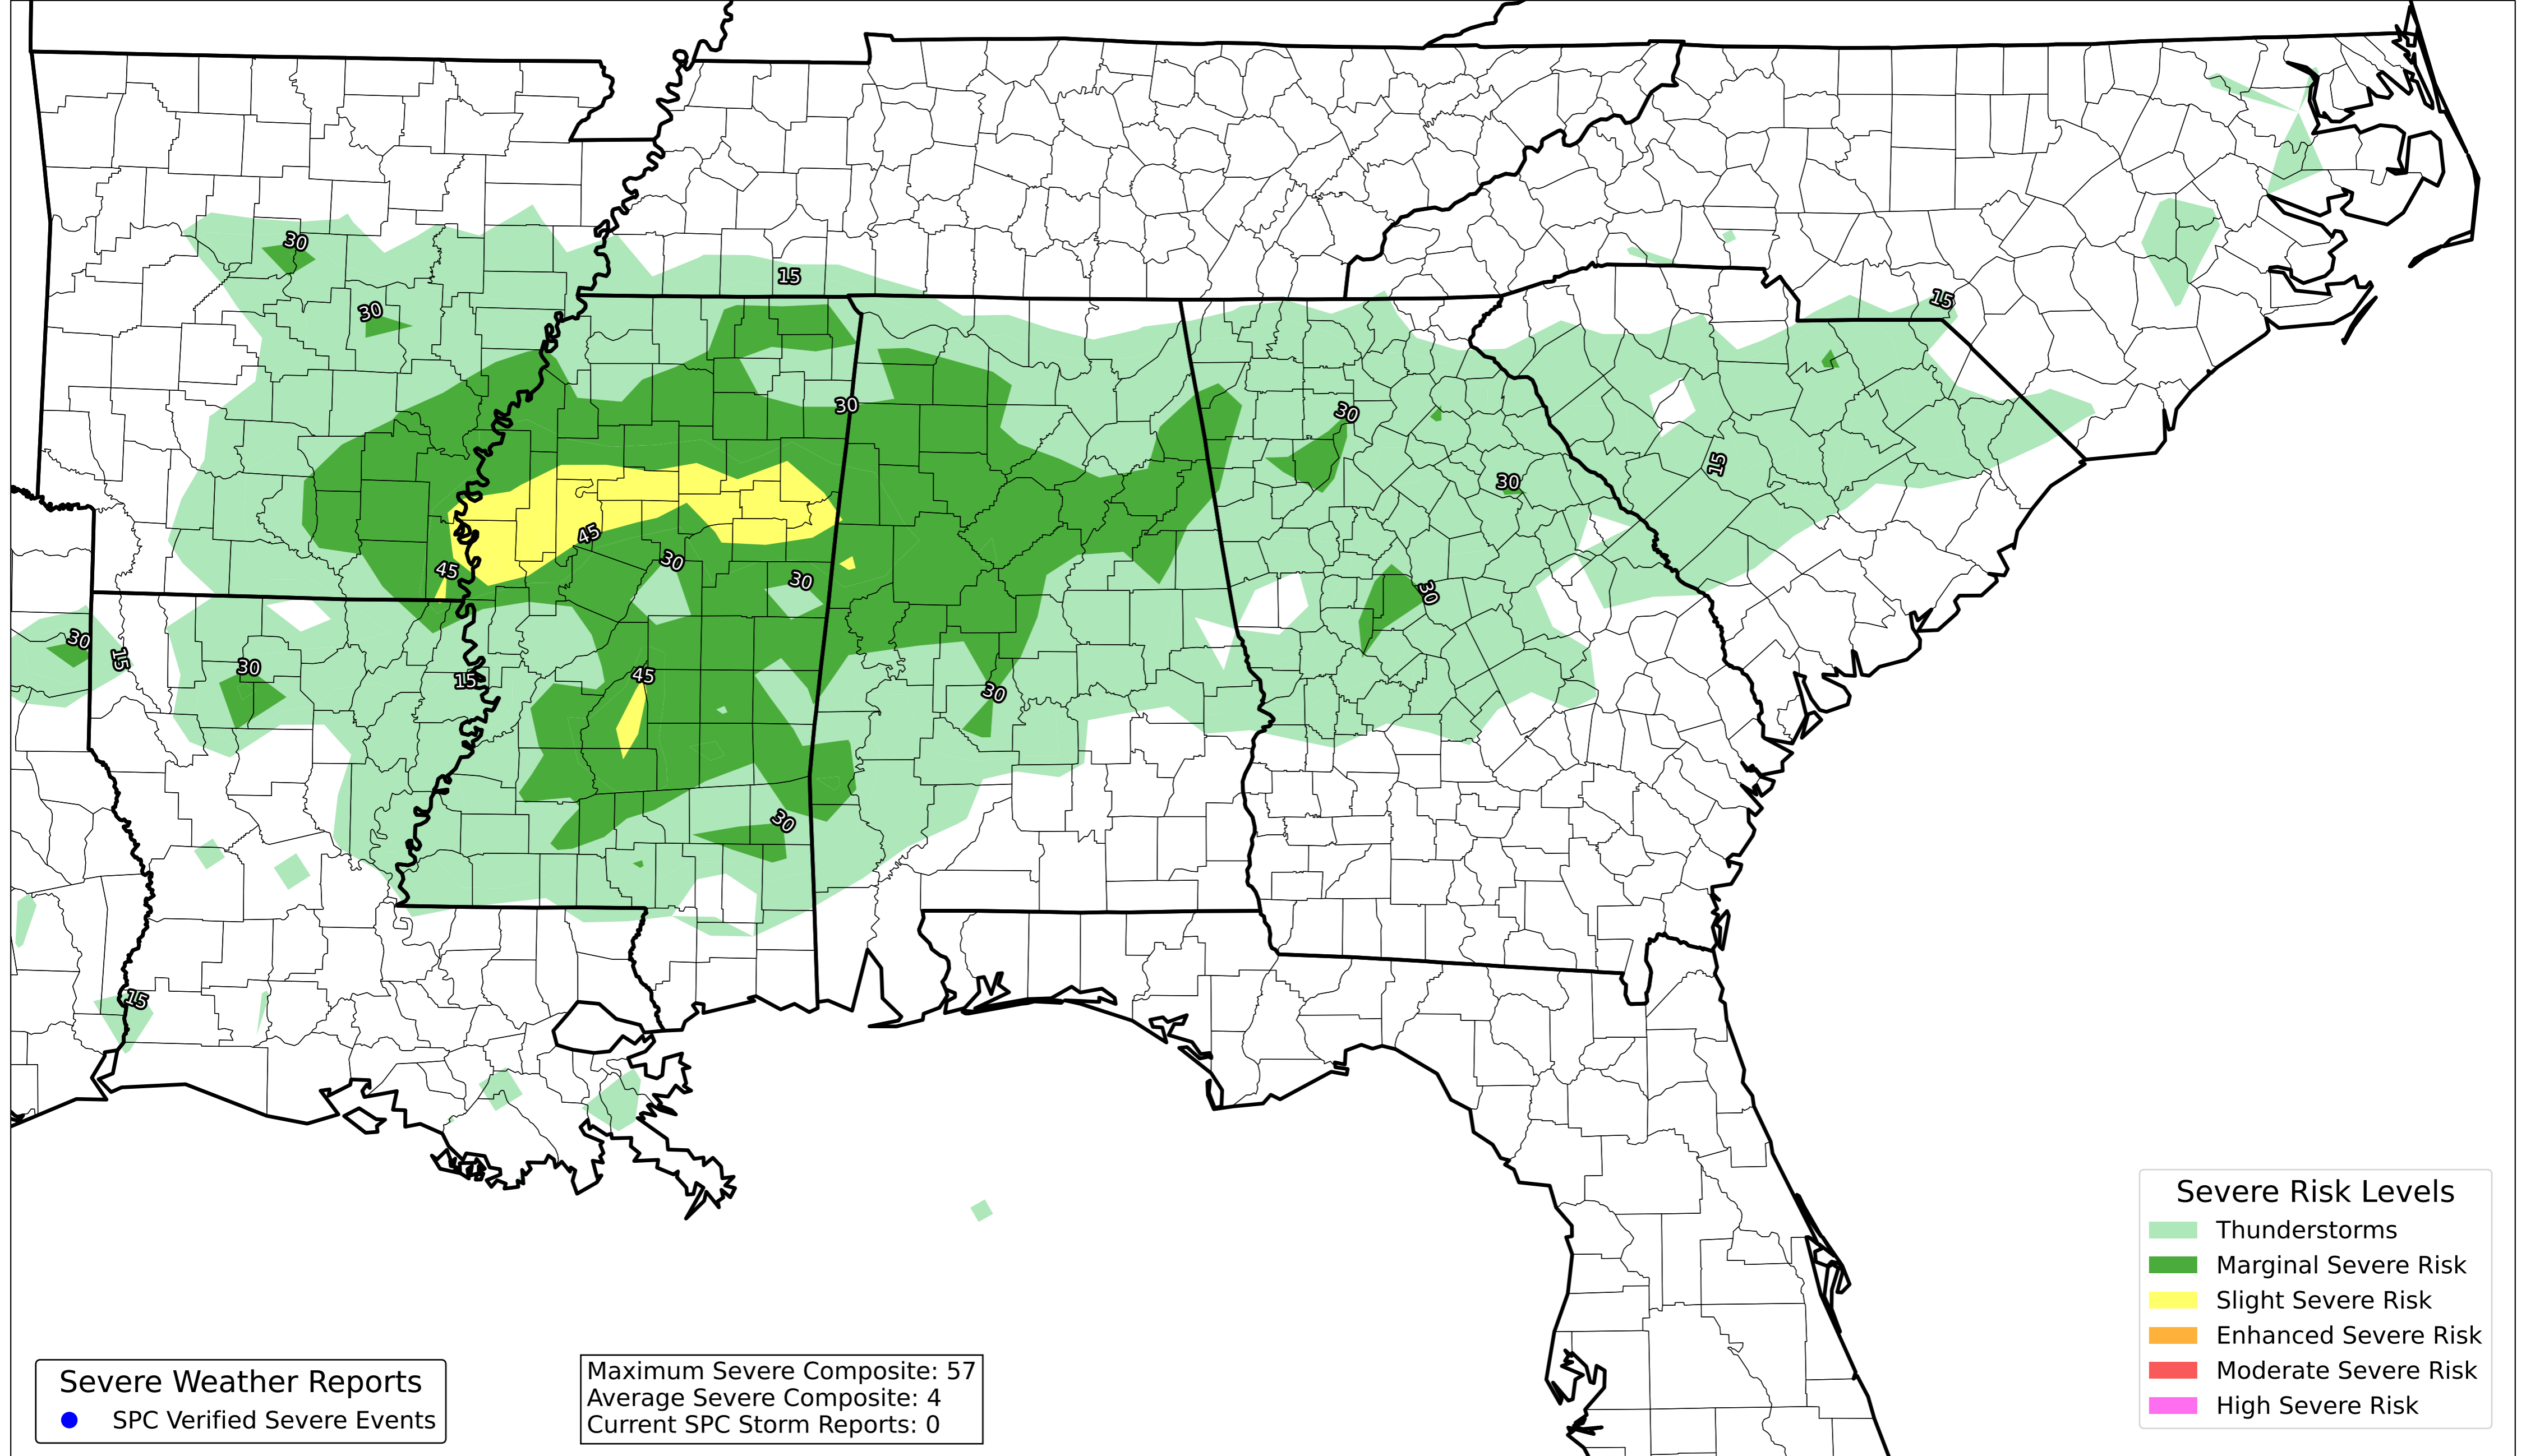 30
15
30
15
30
30
15
30
45
30
45
30
30
30
15
30
45
15
30
30
30
15
Severe Risk Levels
Thunderstorms
Marginal Severe Risk
Slight Severe Risk
Enhanced Severe Risk
Moderate Severe Risk
High Severe Risk
Maximum Severe Composite: 57
Average Severe Composite: 4
Current SPC Storm Reports: 0
Severe Weather Reports
SPC Verified Severe Events